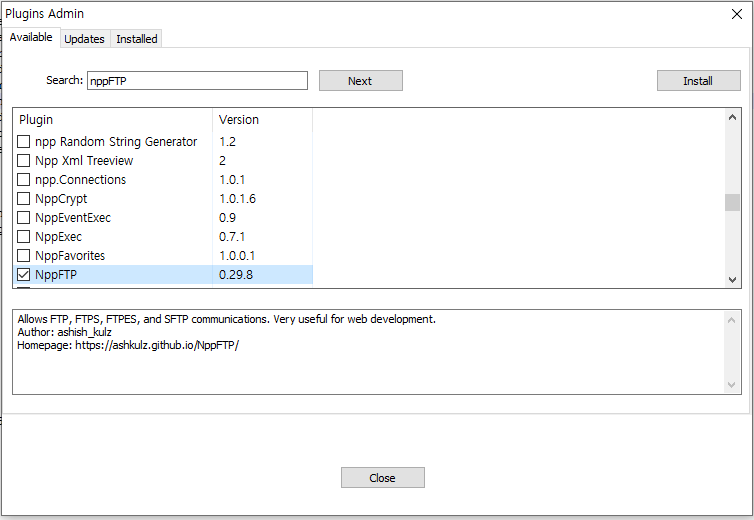 Plugins Admin
Available Updates Installed
Search: nppFTP Next Install
Plugin Version
npp Random String Generator 1.2
Npp Xml Treeview 2
npp.Connections 1.0.1
NppCrypt 1.0.1.6
NppEventExec 0.9
NppExec 0.7.1
NppFavorites 1.0.0.1
NppFTP 0.29.8
Allows FTP, FTPS, FTPES, and SFTP communications. Very useful for web development.
Author: ashish_kulz
Homepage: https://ashkulz.github.io/NppFTP/
Close